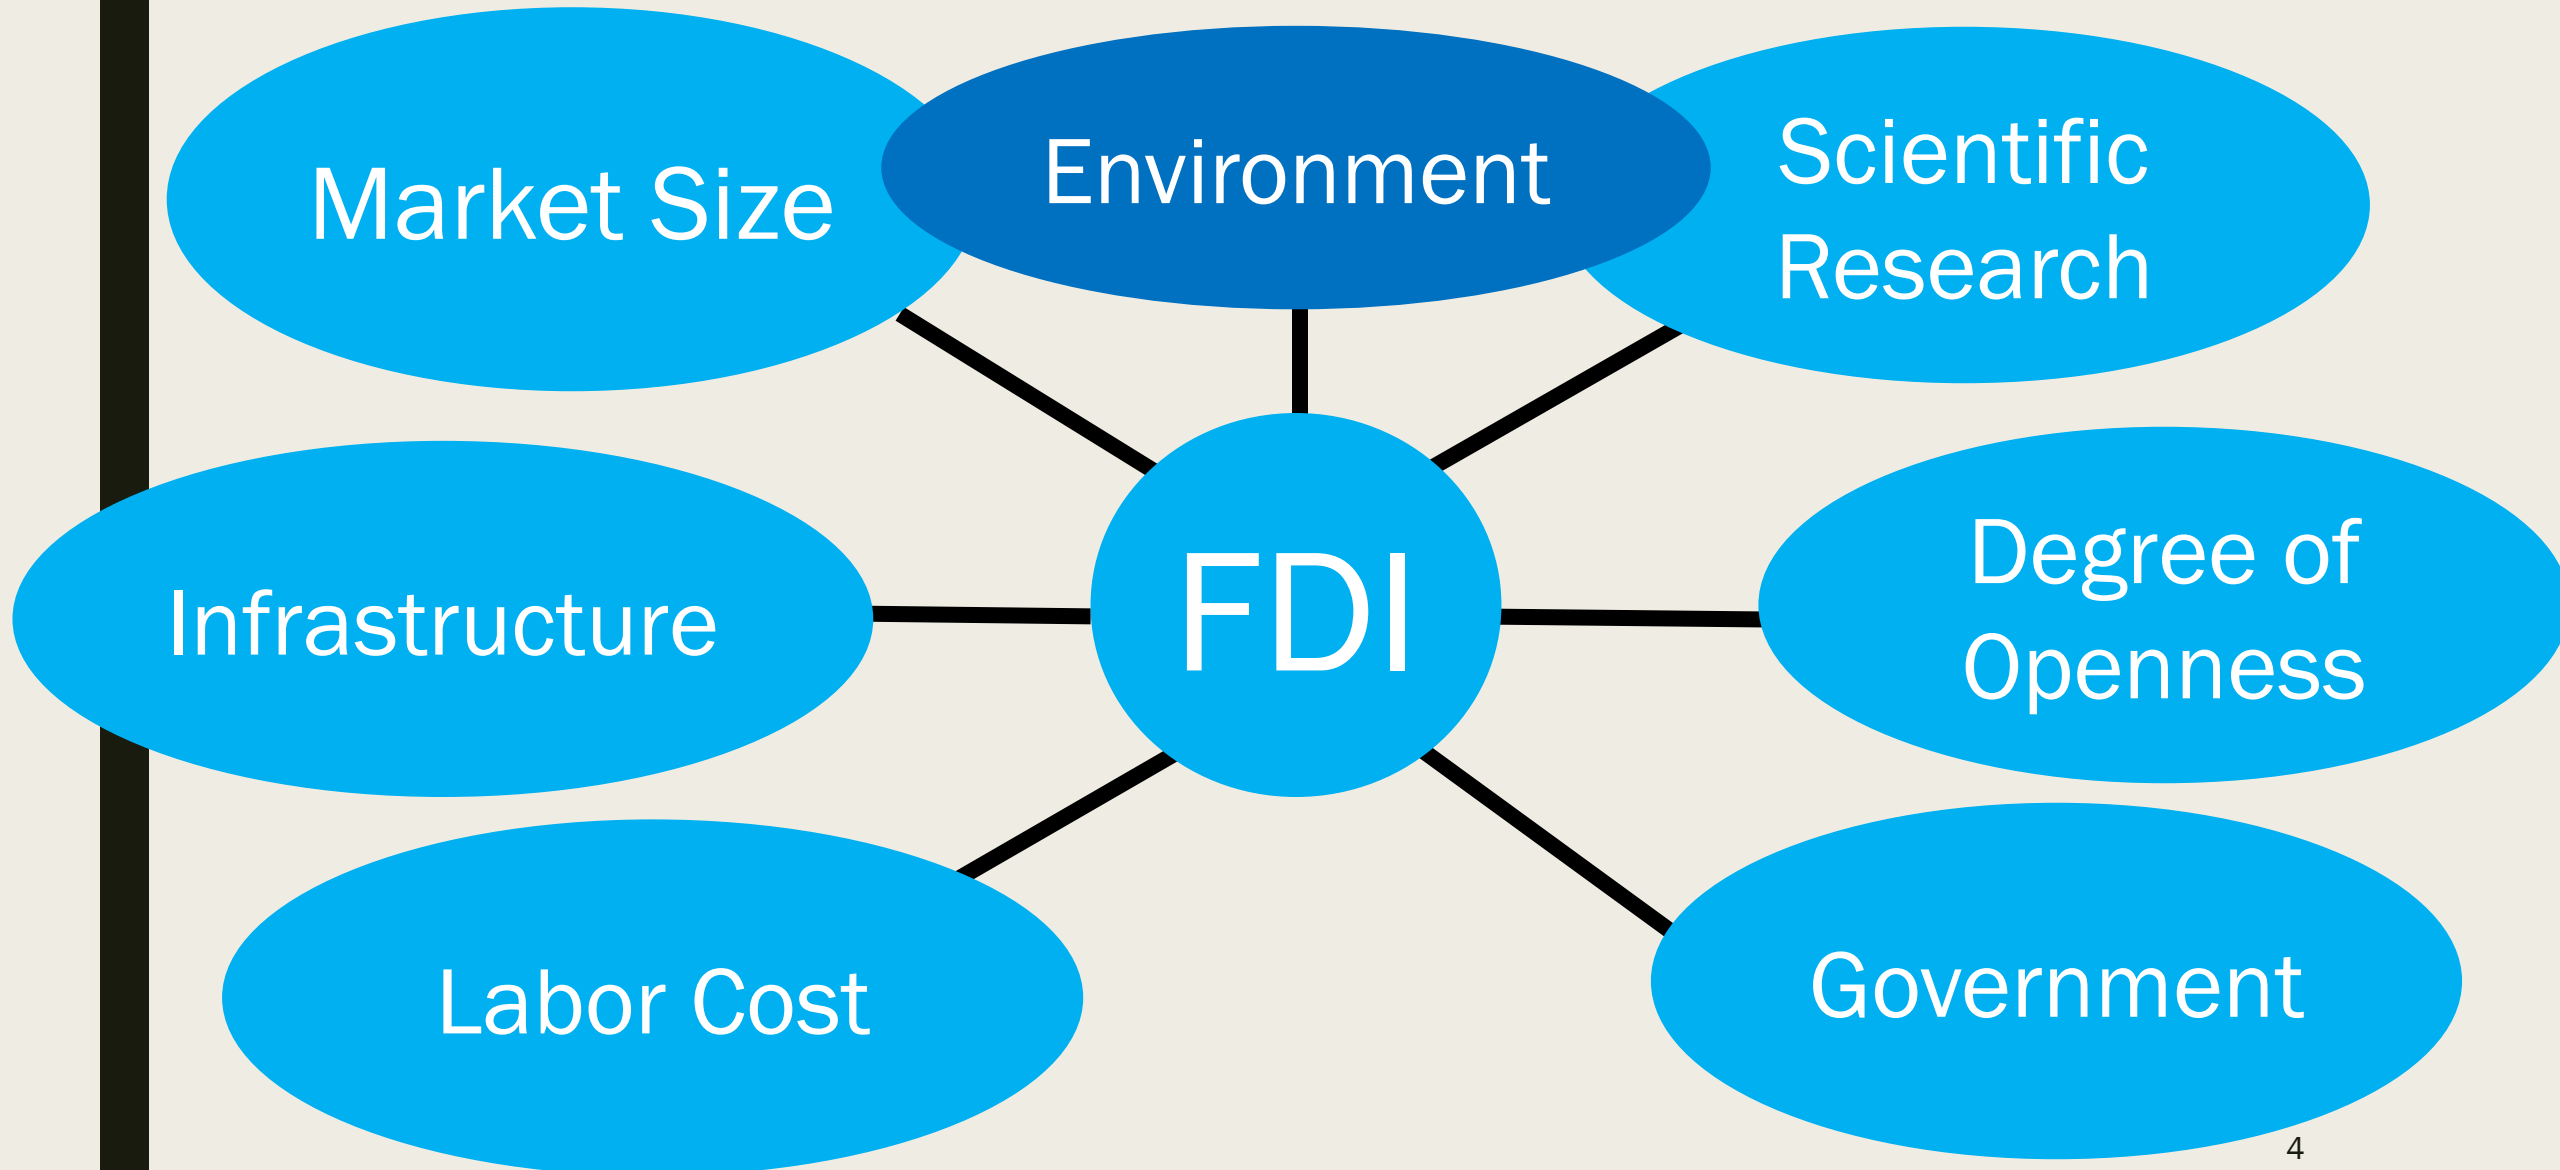 Market Size
Environment
Scientific
Research
Infrastructure
FDI
Degree of
Openness
Labor Cost
Government
4